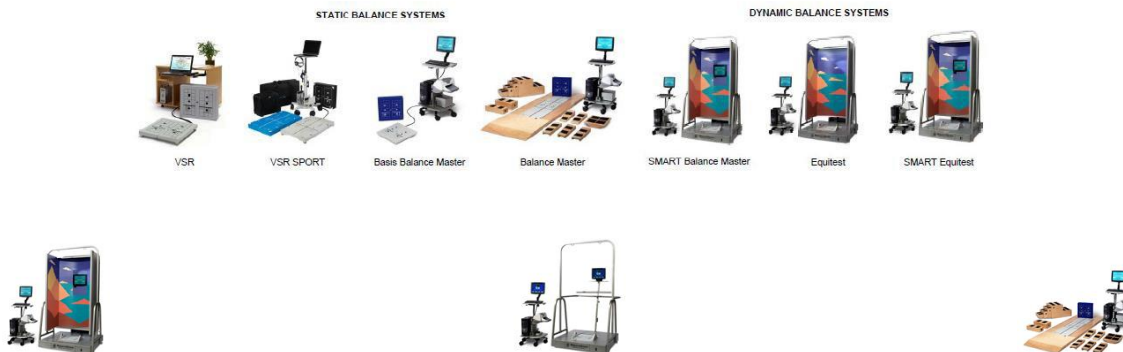 STATIC BALANCE SYSTEMS
DYNAMIC BALANCE SYSTEMS
VSR
VSR SPORT
Basis Balance Master
Balance Master
SMART Balance Master
Equitest
SMART Equitest